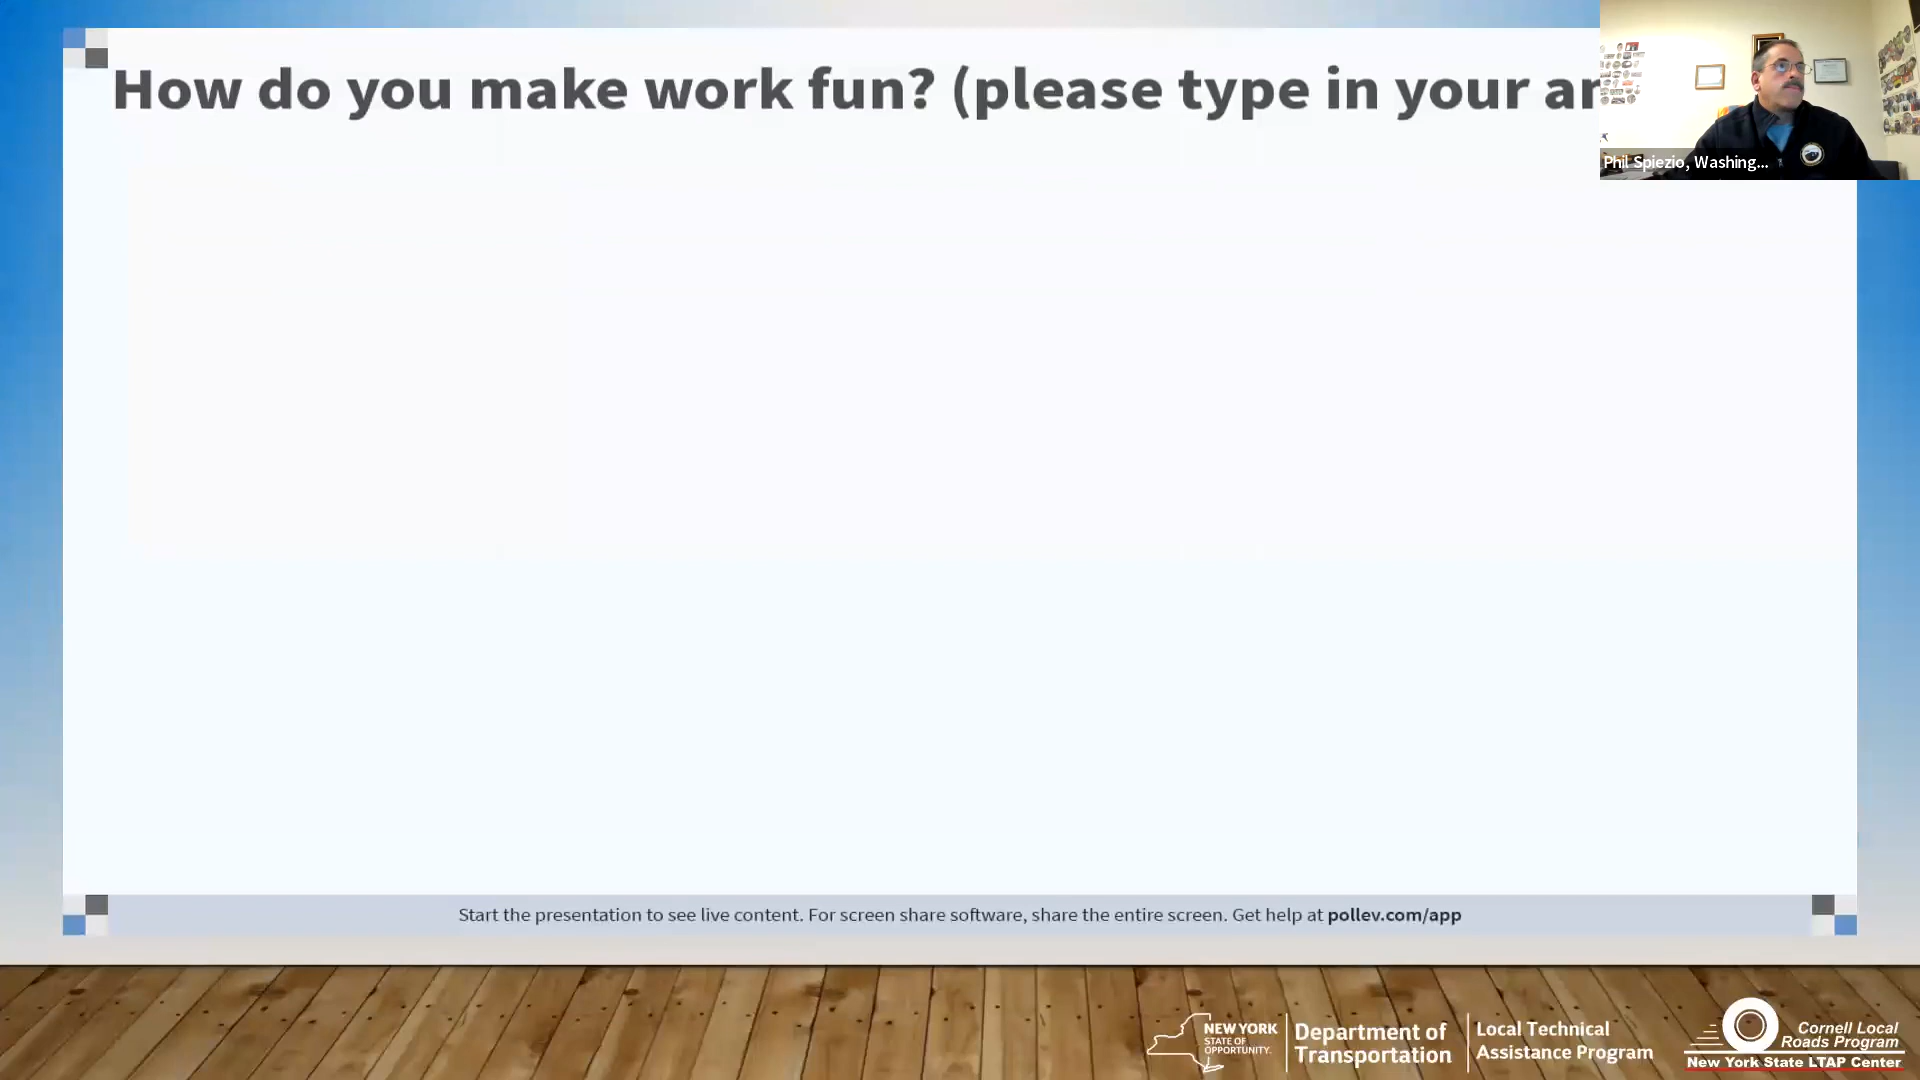 How do you make work fun? (please type in your an
Phil Spiezio, Washing...
Start the presentation to see live content. For screen share software, share the entire screen. Get help at pollev.com/app
NEW YORK
STATE OF
OPPORTUNITY.
Department of
Transportation
Local Technical
Assistance Program
Cornell Local
Roads Program
New York State LTAP Center